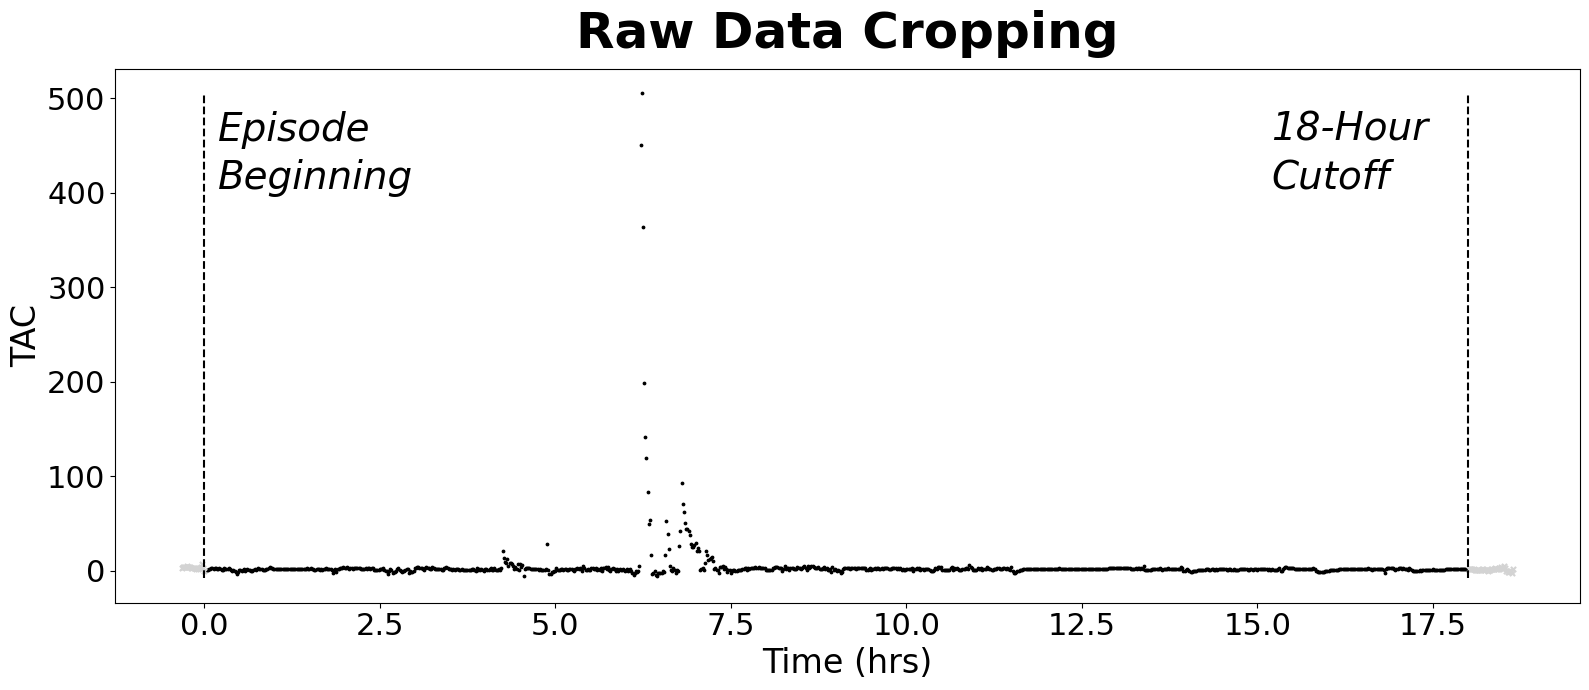 Raw Data Cropping
Episode
Beginning
18-Hour
Cutoff
500
400
300
200
100
0
TAC
0.0 2.5 5.0 7.5 10.0 12.5 15.0 17.5
Time (hrs)